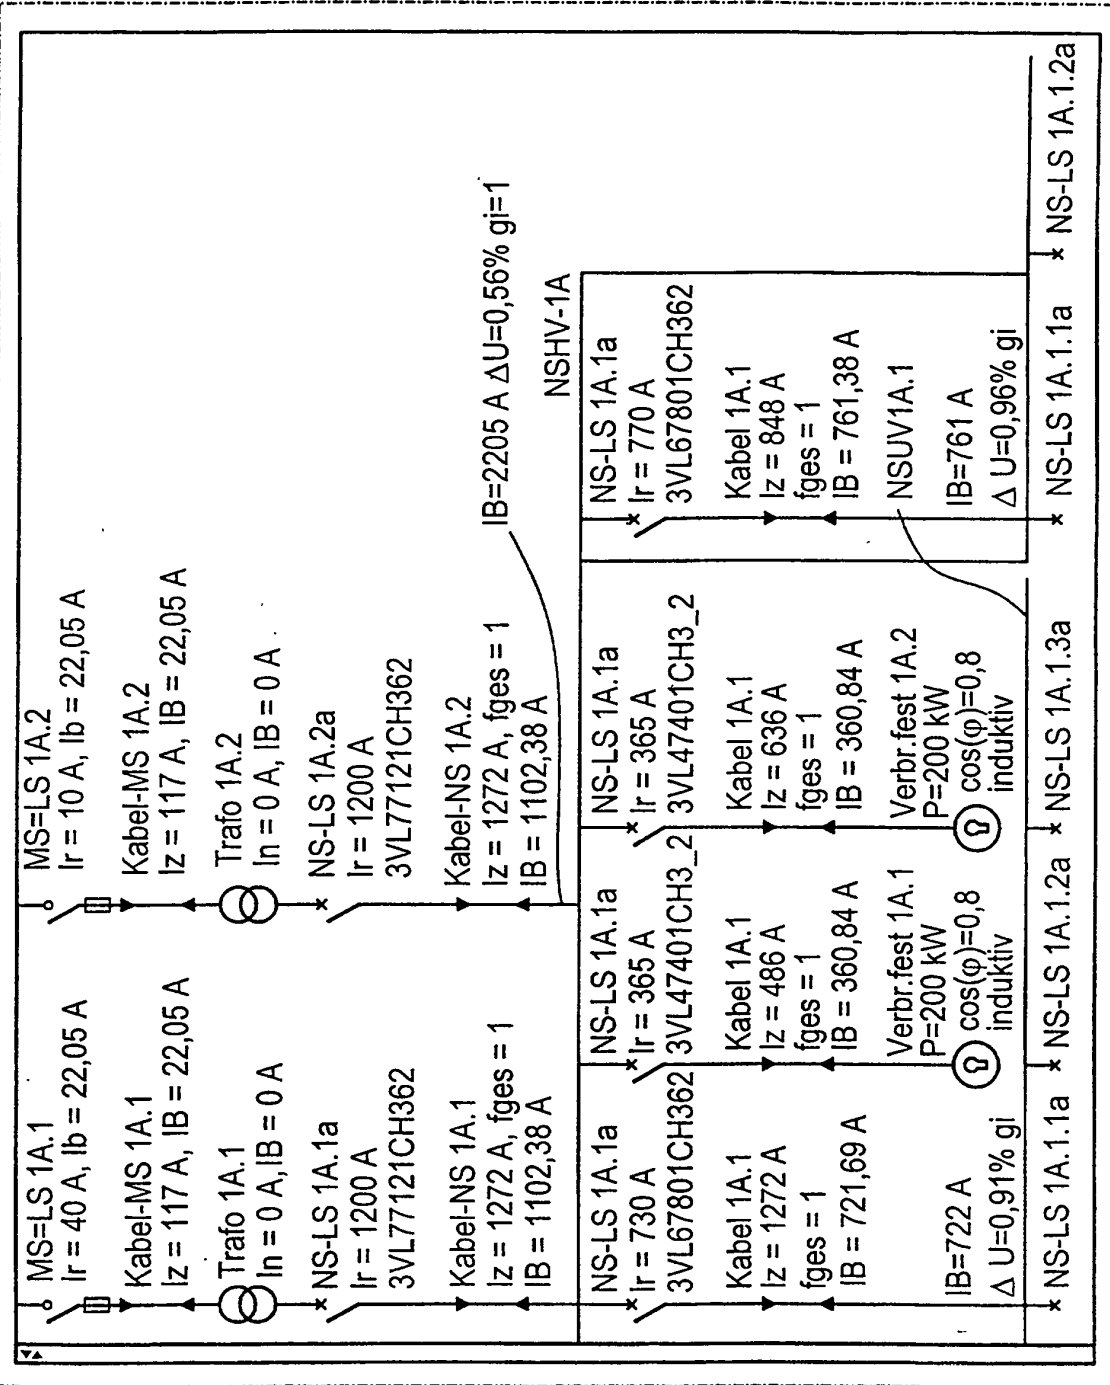 MS=LS 1A.1
Ir = 40 A, Ib = 22,05 A
Kabel-MS 1A.1
Iz = 117 A, IB = 22,05 A
Trafo 1A.1
In = 0 A, IB = 0 A
NS-LS 1A.1a
Ir = 1200 A
3VL77121CH362
Kabel-NS 1A.1
Iz = 1272 A, fges = 1
IB = 1102,38 A
MS=LS 1A.2
Ir = 10 A, Ib = 22,05 A
Kabel-MS 1A.2
Iz = 117 A, IB = 22,05 A
Trafo 1A.2
In = 0 A, IB = 0 A
NS-LS 1A.2a
Ir = 1200 A
3VL77121CH362
Kabel-NS 1A.2
Iz = 1272 A, fges = 1
IB = 1102,38 A
IB=2205 A ΔU=0,56% gi=1
NSHV-1A
NS-LS 1A.1a
Ir = 730 A
3VL67801CH362
Kabel 1A.1
Iz = 1272 A
fges = 1
IB = 721,69 A
IB=722 A
Δ U=0,91% gi
NS-LS 1A.1.1a
NS-LS 1A.1a
Ir = 365 A
3VL47401CH3_2
Kabel 1A.1
Iz = 486 A
fges = 1
IB = 360,84 A
Verbr.fest 1A.1
P=200 kW
cos(φ)=0,8
induktiv
NS-LS 1A.1.2a
NS-LS 1A.1a
Ir = 365 A
3VL47401CH3_2
Kabel 1A.1
Iz = 636 A
fges = 1
IB = 360,84 A
Verbr.fest 1A.2
P=200 kW
cos(φ)=0,8
induktiv
NS-LS 1A.1.3a
NS-LS 1A.1a
Ir = 770 A
3VL67801CH362
Kabel 1A.1
Iz = 848 A
fges = 1
IB = 761,38 A
NSUV1A.1
IB=761 A
Δ U=0,96% gi
NS-LS 1A.1.1a
NS-LS 1A.1.2a